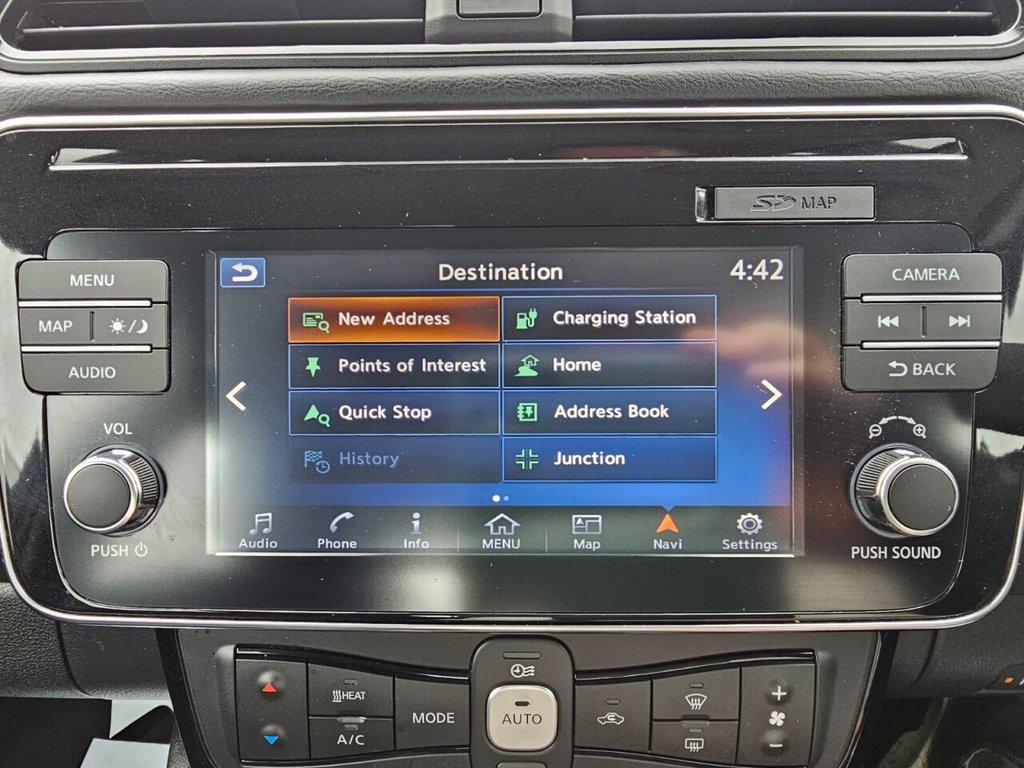 SD MAP
MENU
MAP
AUDIO
VOL
PUSH
Destination
4:42
New Address
Charging Station
Points of Interest
Home
Quick Stop
Address Book
History
Junction
Audio
Phone
Info
MENU
Map
Navi
Settings
CAMERA
BACK
PUSH SOUND
HEAT
A/C
MODE
AUTO